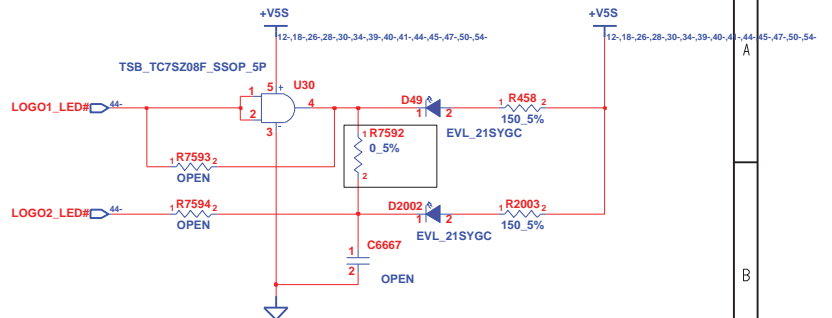 +V5S
+V5S
12-,18-,26-,28-,30-,34-,39-,40-,41-,44-,45-,47-,50-,54-
12-,18-,26-,28-,30-,34-,39-,40-,41-,44-,45-,47-,50-,54-
A
TSB_TC7SZ08F_SSOP_5P
5
+
U30
LOGO1_LED#
44-
1
2
4
3
-
D49
1
2
EVL_21SYGC
1
R458
2
150_5%
1
R7592
0_5%
2
R7593
1
2
OPEN
LOGO2_LED#
44-
R7594
1
2
OPEN
D2002
1
2
EVL_21SYGC
R2003
1
2
150_5%
C6667
1
2
OPEN
B